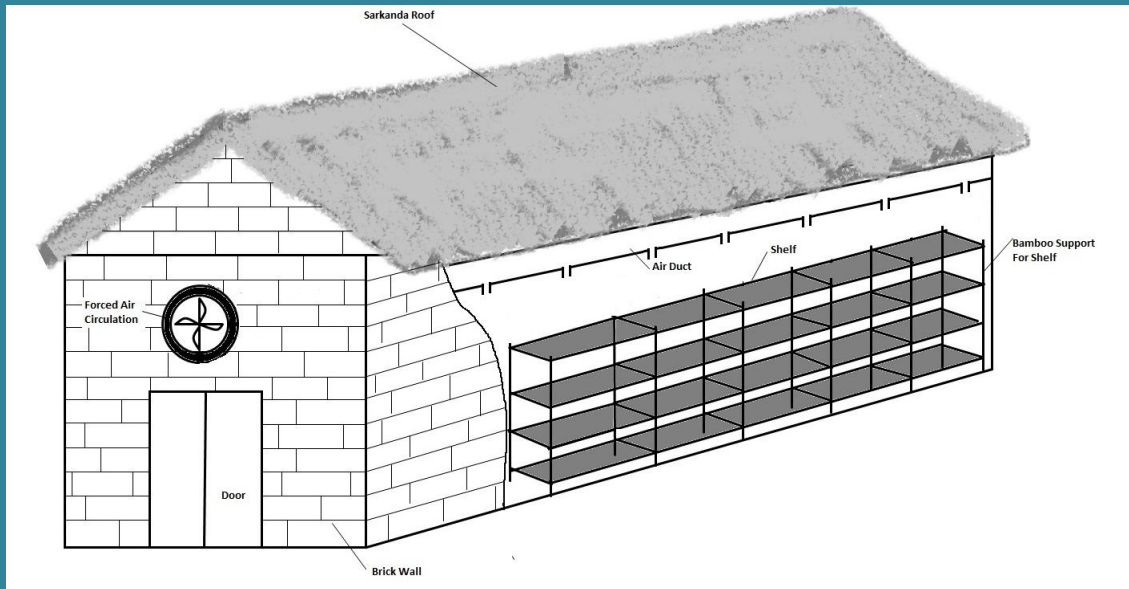 Sarkanda Roof
Shelf
Bamboo Support
For Shelf
Air Duct
Forced Air
Circulation
Door
Brick Wall